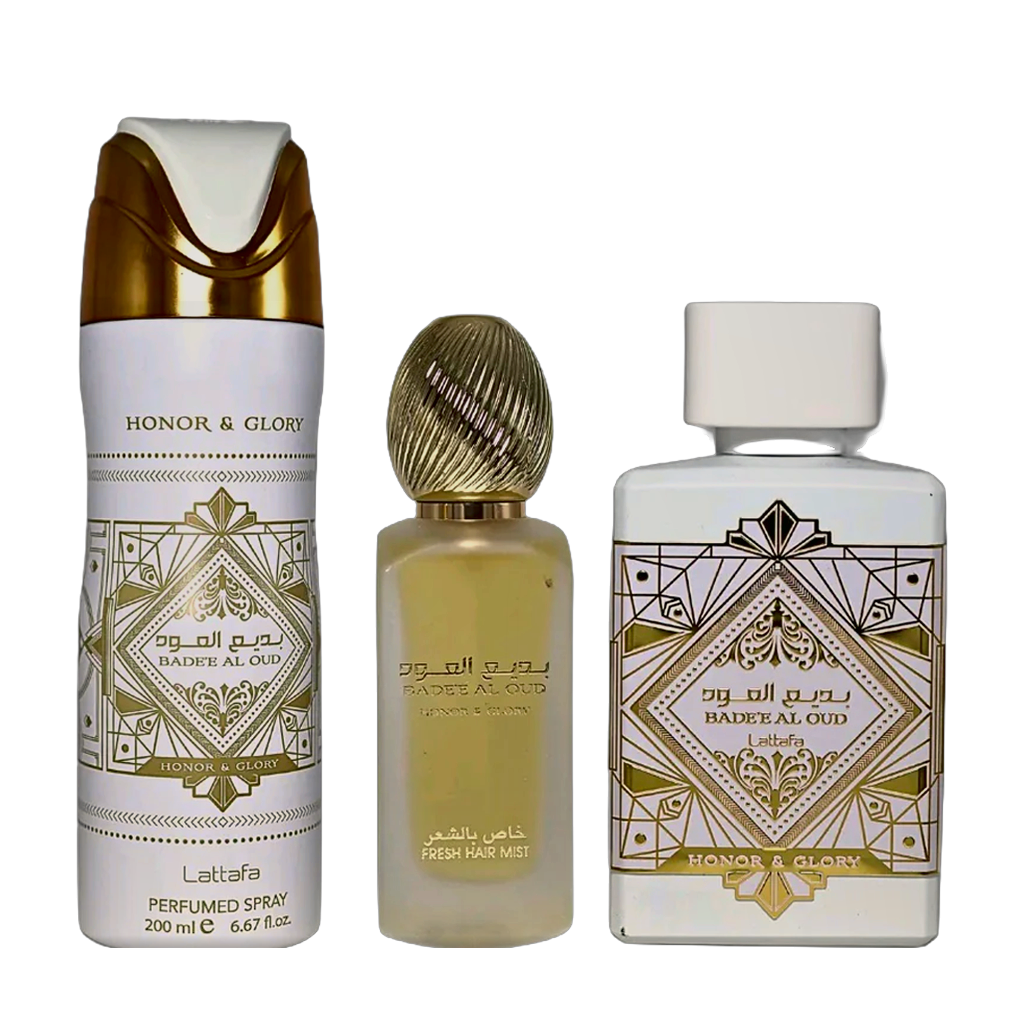 HONOR & GLORY
بديع العود
BADE'E AL OUD
HONOR & GLORY
Lattafa
PERFUMED SPRAY
200 ml e 6.67 fl.oz.
بديع العود
BADE'E AL OUD
HONOR & GLORY
خاص بالشعر
FRESH HAIR MIST
بديع العود
BADE'E AL OUD
Lattafa
HONOR & GLORY